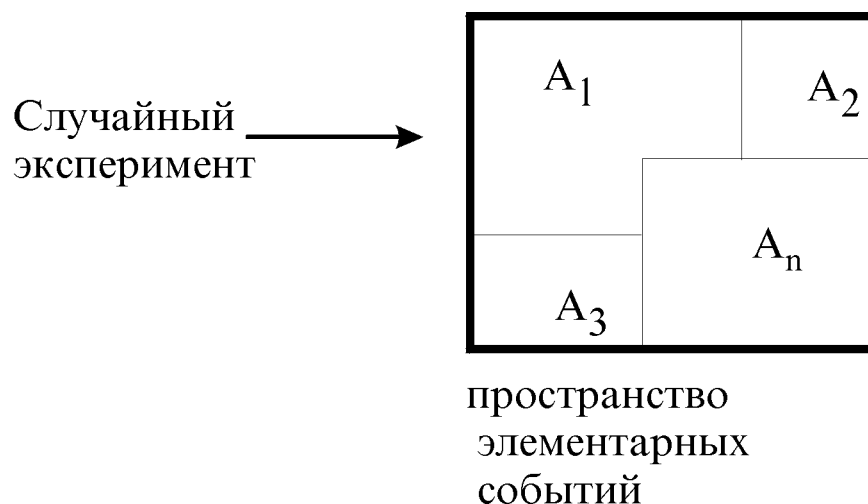 Случайный
эксперимент
A₁
A₂
A₃
Aₙ
пространство
элементарных
событий